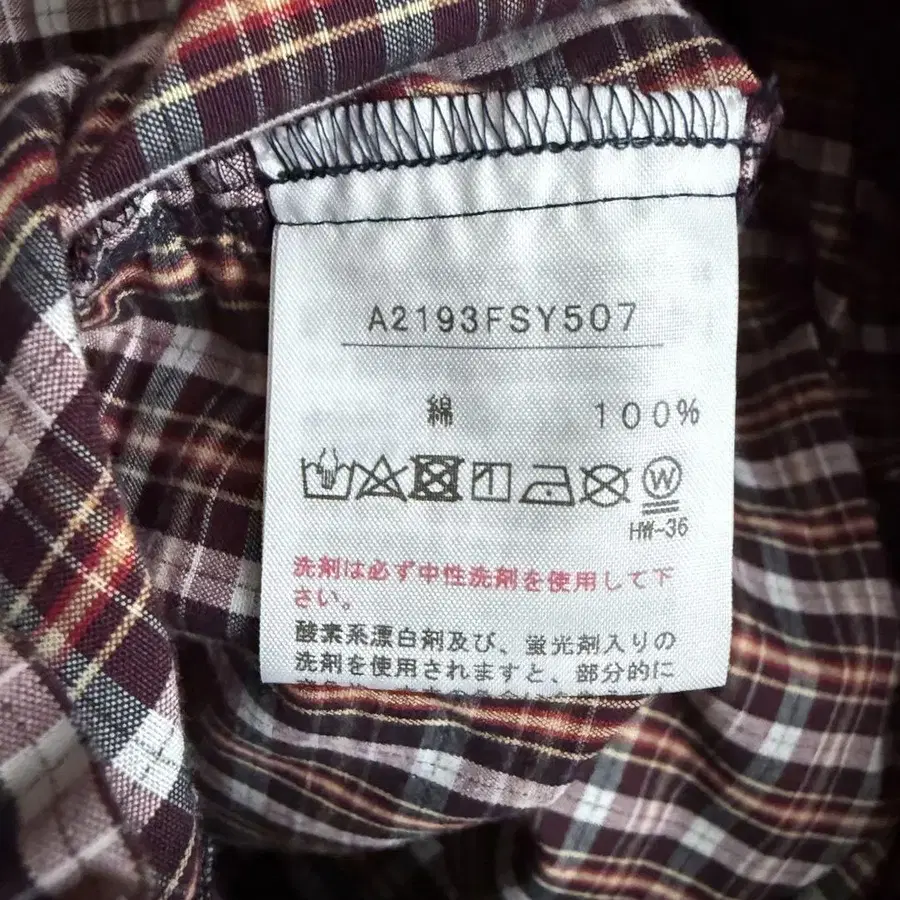 A2193FSY507
綿 100%
W
HW-36
洗剤は必ず中性洗剤を使用して下
さい。
酸素系漂白剤及び、蛍光剤入りの
洗剤を使用されますと、部分的に